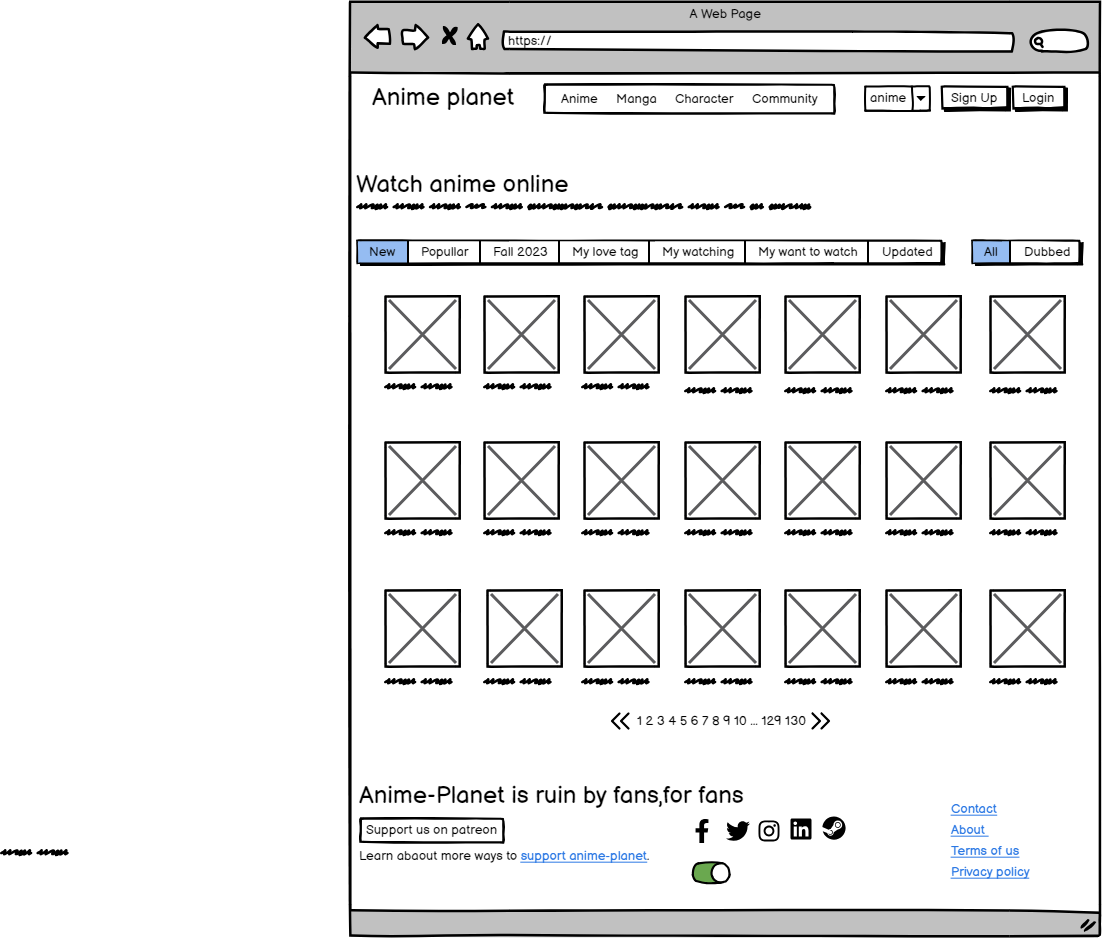 A Web Page
https://
Anime planet
Anime Manga Character Community
anime
Sign Up
Login
Watch anime online
New Popullar Fall 2023 My love tag My watching My want to watch Updated
All Dubbed
1 2 3 4 5 6 7 8 9 10 ... 129 130
Anime-Planet is ruin by fans,for fans
Support us on patreon
Learn abaout more ways to support anime-planet.
Contact
About
Terms of us
Privacy policy